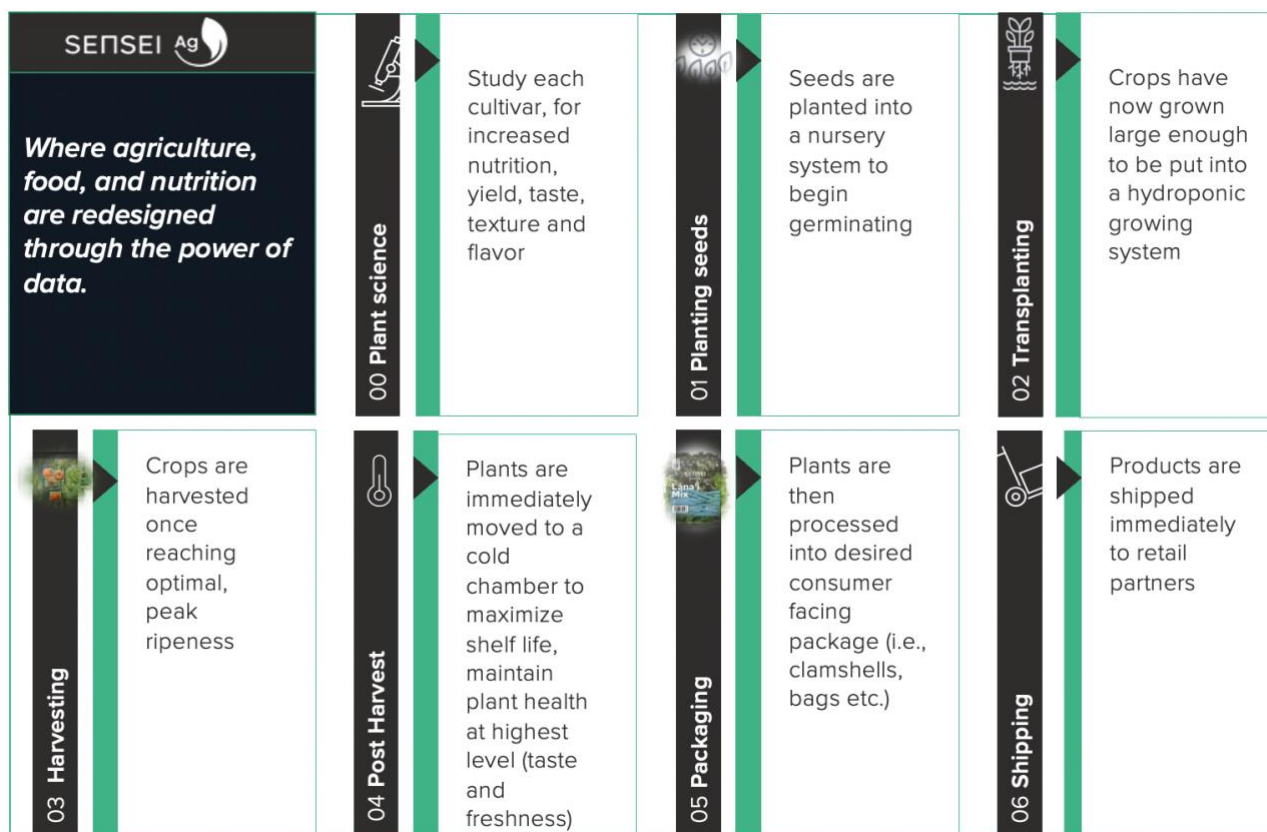 SENSEI Ag
Where agriculture,
food, and nutrition
are redesigned
through the power of
data.
00 Plant science
Study each
cultivar, for
increased
nutrition,
yield, taste,
texture and
flavor
01 Planting seeds
Seeds are
planted into
a nursery
system to
begin
germinating
02 Transplanting
Crops have
now grown
large enough
to be put into
a hydroponic
growing
system
03 Harvesting
Crops are
harvested
once
reaching
optimal,
peak
ripeness
04 Post Harvest
Plants are
immediately
moved to a
cold
chamber to
maximize
shelf life,
maintain
plant health
at highest
level (taste
and
freshness)
05 Packaging
Lāna‘i
Mix
Plants are
then
processed
into desired
consumer
facing
package (i.e.,
clamshells,
bags etc.)
06 Shipping
Products are
shipped
immediately
to retail
partners